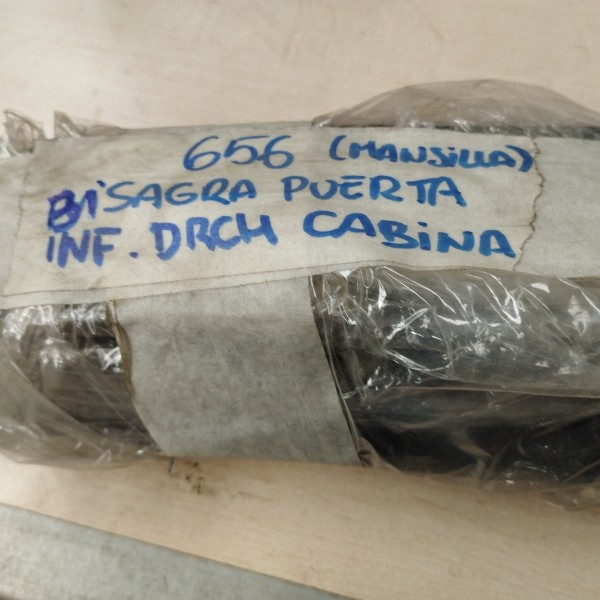 656 (MANSILLA)
BISAGRA PUERTA
INF. DRCH CABINA